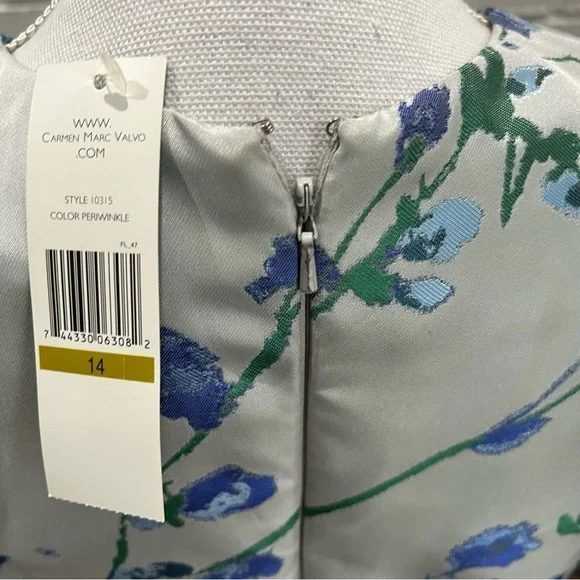 WWW.
CARMEN MARC VALVO
.COM
STYLE 10315
COLOR PERIWINKLE
FL_47
7 44330 06308 2
14